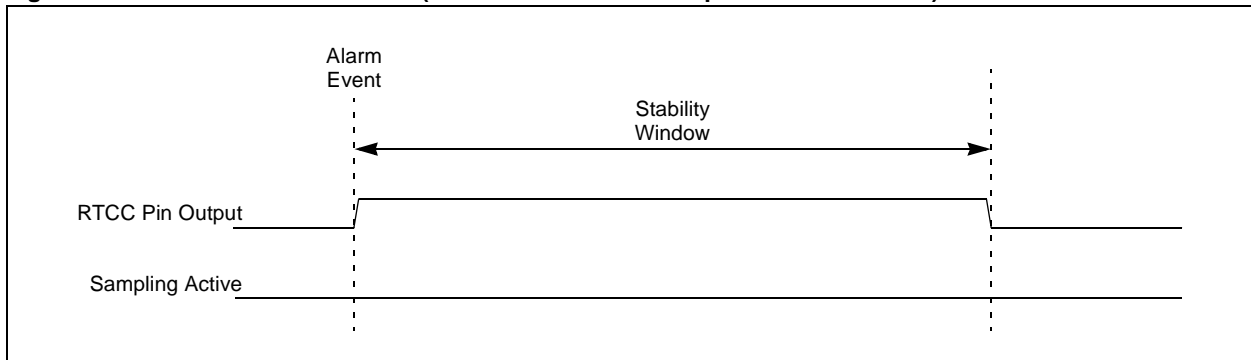 Alarm
Event
Stability
Window
RTCC Pin Output
Sampling Active